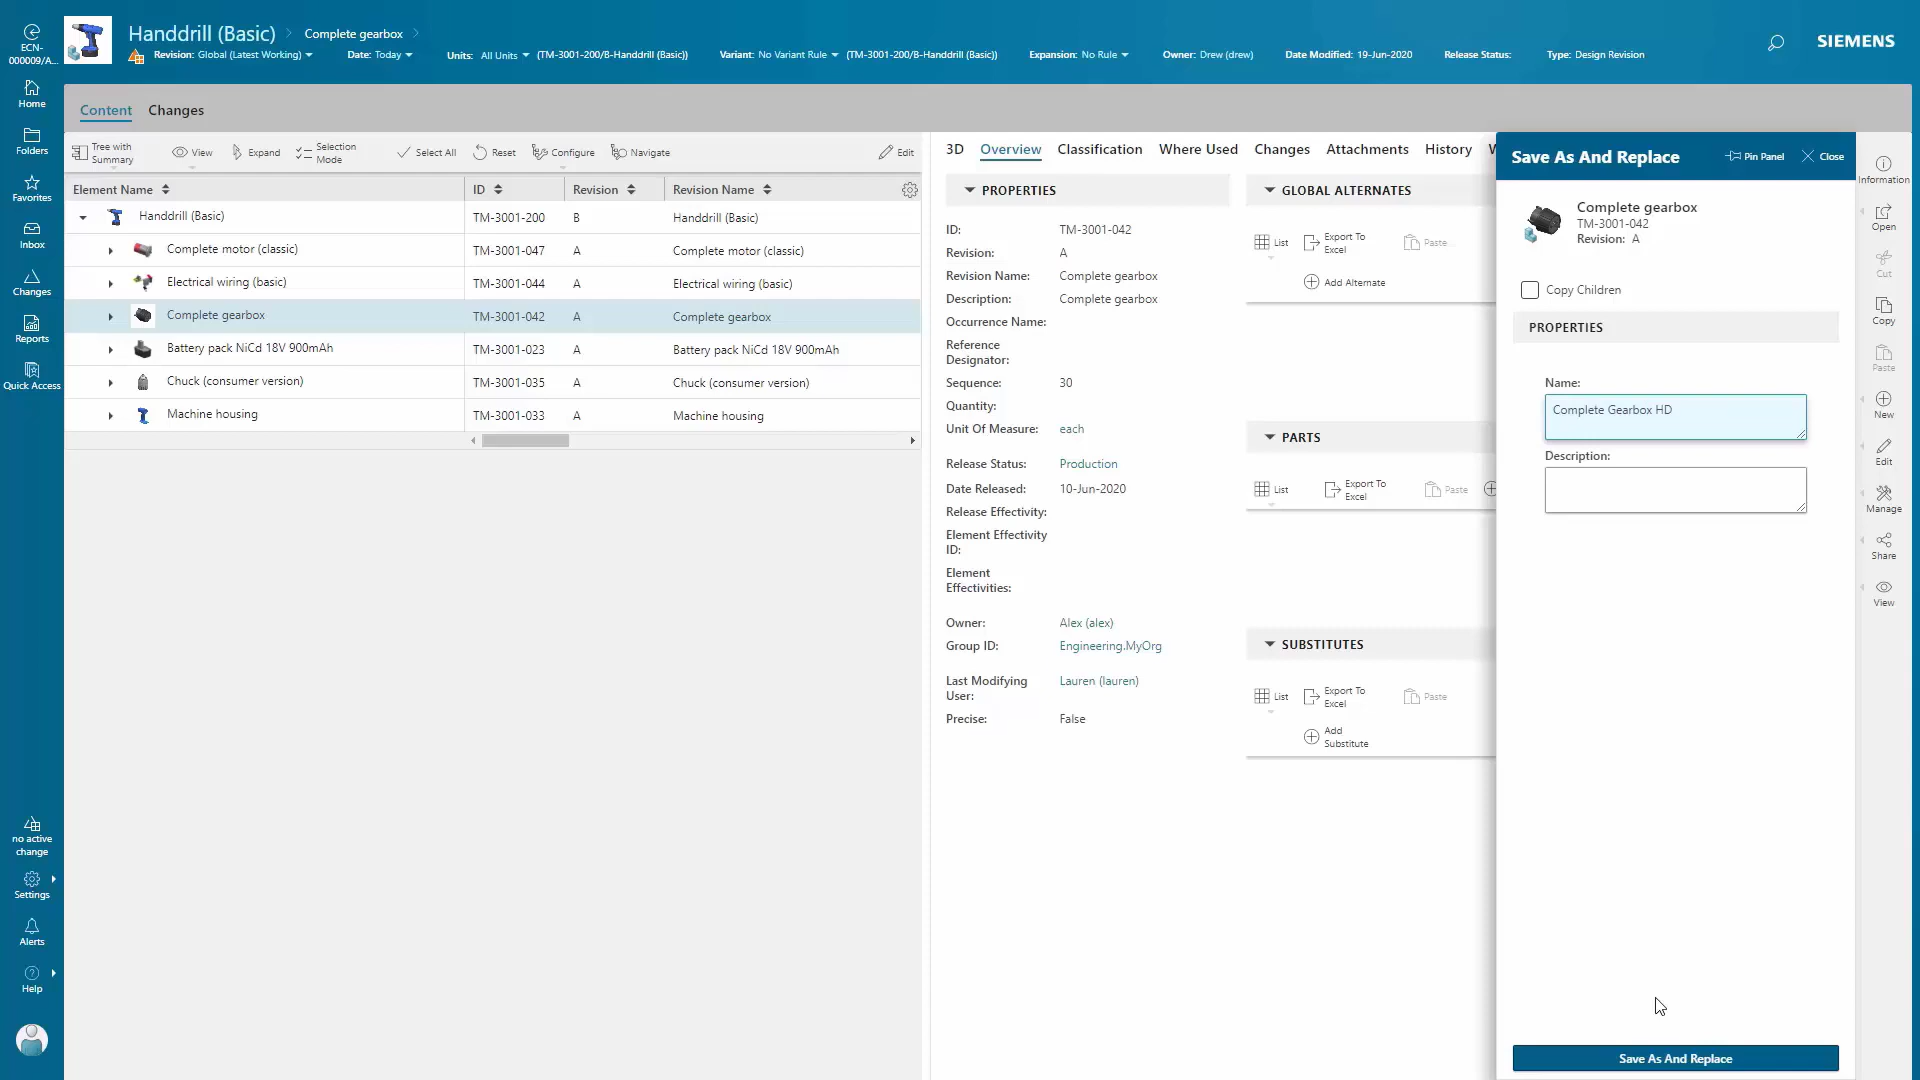 ECN-
000009/A...
Home
Folders
Favorites
Inbox
Changes
Reports
Quick Access
no active
change
Settings
Alerts
Help
Handdrill (Basic)
Complete gearbox
Revision: Global (Latest Working)
Date: Today
Units: All Units
(TM-3001-200/B-Handdrill (Basic))
Variant: No Variant Rule
(TM-3001-200/B-Handdrill (Basic))
Expansion: No Rule
Owner: Drew (drew)
Date Modified: 19-Jun-2020
Release Status:
Type: Design Revision
SIEMENS
Content
Changes
Tree with
Summary
View
Expand
Selection
Mode
Select All
Reset
Configure
Navigate
Edit
Element Name
ID
Revision
Revision Name
Handdrill (Basic)
TM-3001-200
B
Handdrill (Basic)
Complete motor (classic)
TM-3001-047
A
Complete motor (classic)
Electrical wiring (basic)
TM-3001-044
A
Electrical wiring (basic)
Complete gearbox
TM-3001-042
A
Complete gearbox
Battery pack NiCd 18V 900mAh
TM-3001-023
A
Battery pack NiCd 18V 900mAh
Chuck (consumer version)
TM-3001-035
A
Chuck (consumer version)
Machine housing
TM-3001-033
A
Machine housing
3D
Overview
Classification
Where Used
Changes
Attachments
History
PROPERTIES
ID: TM-3001-042
Revision: A
Revision Name: Complete gearbox
Description: Complete gearbox
Occurrence Name:
Reference
Designator:
Sequence: 30
Quantity:
Unit Of Measure: each
Release Status: Production
Date Released: 10-Jun-2020
Release Effectivity:
Element Effectivity
ID:
Element
Effectivities:
Owner: Alex (alex)
Group ID: Engineering.MyOrg
Last Modifying
User: Lauren (lauren)
Precise: False
GLOBAL ALTERNATES
List
Export To
Excel
Paste
Add Alternate
PARTS
List
Export To
Excel
Paste
SUBSTITUTES
List
Export To
Excel
Paste
Add
Substitute
Save As And Replace
Pin Panel
Close
Complete gearbox
TM-3001-042
Revision: A
Copy Children
PROPERTIES
Name:
Complete Gearbox HD
Description:
Save As And Replace
Information
Open
Cut
Copy
Paste
New
Edit
Manage
Share
View